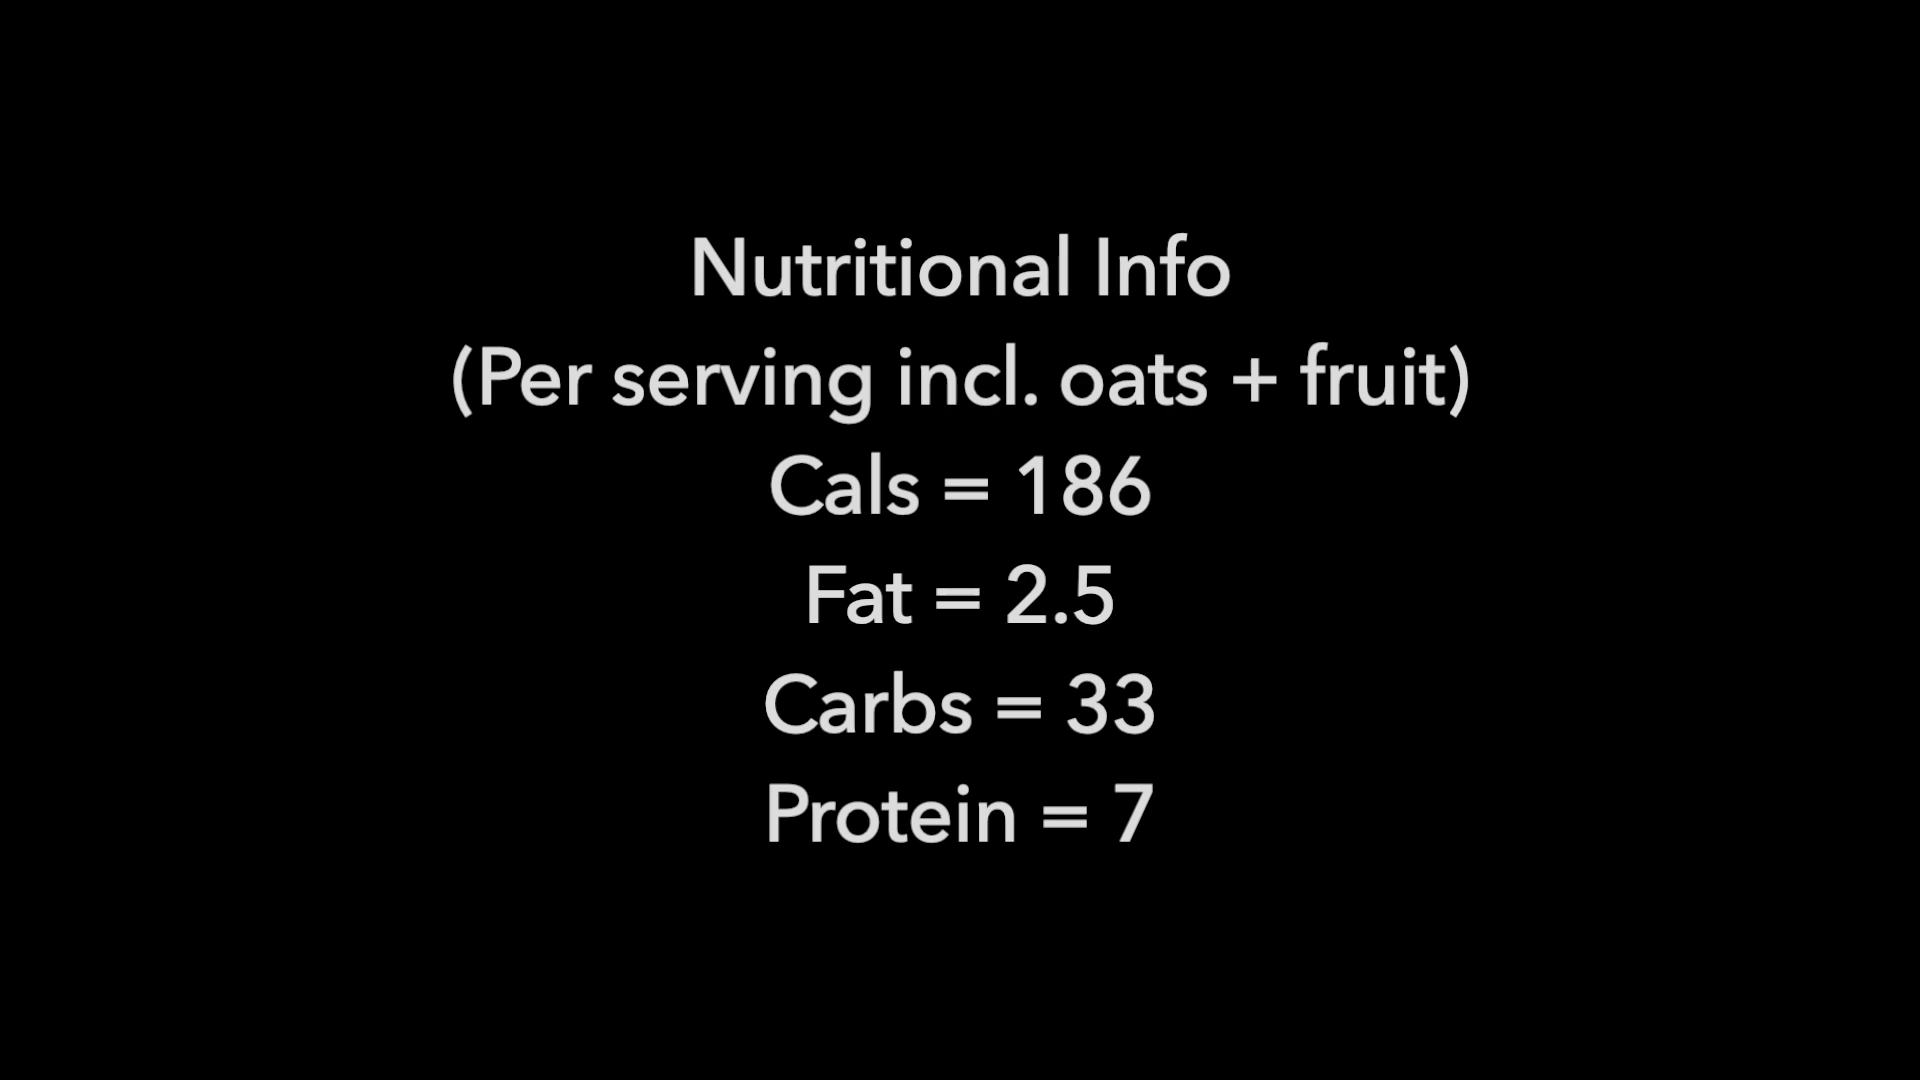 Nutritional Info
(Per serving incl. oats + fruit)
Cals = 186
Fat = 2.5
Carbs = 33
Protein = 7